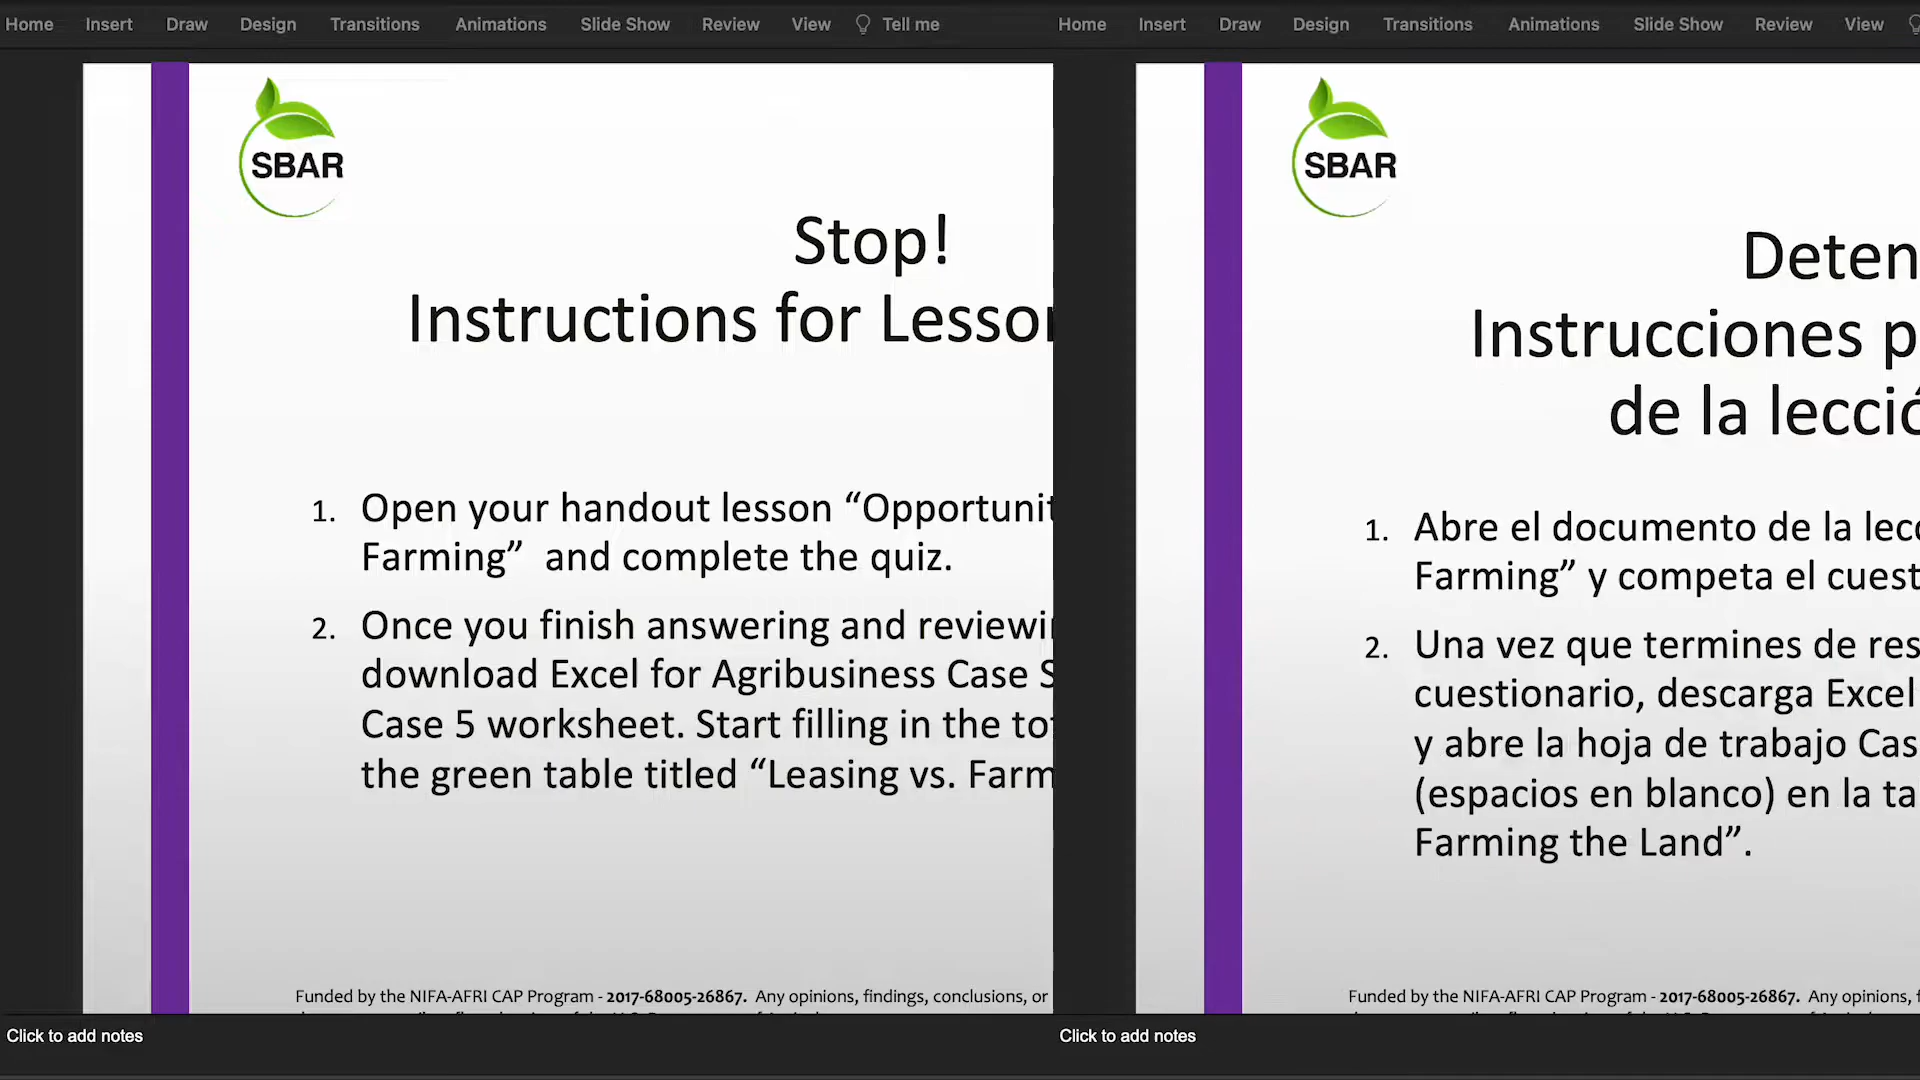 Home Insert Draw Design Transitions Animations Slide Show Review View Tell me
SBAR
Stop!
Instructions for Lesson
1. Open your handout lesson “Opportunit
Farming”  and complete the quiz.
2. Once you finish answering and reviewi
download Excel for Agribusiness Case S
Case 5 worksheet. Start filling in the to
the green table titled “Leasing vs. Farm
Funded by the NIFA-AFRI CAP Program - 2017-68005-26867.  Any opinions, findings, conclusions, or
Click to add notes
Home Insert Draw Design Transitions Animations Slide Show Review View
SBAR
Deten
Instrucciones p
de la lecció
1. Abre el documento de la lecc
Farming” y competa el cuest
2. Una vez que termines de res
cuestionario, descarga Excel
y abre la hoja de trabajo Cas
(espacios en blanco) en la ta
Farming the Land”.
Funded by the NIFA-AFRI CAP Program - 2017-68005-26867.  Any opinions, f
Click to add notes